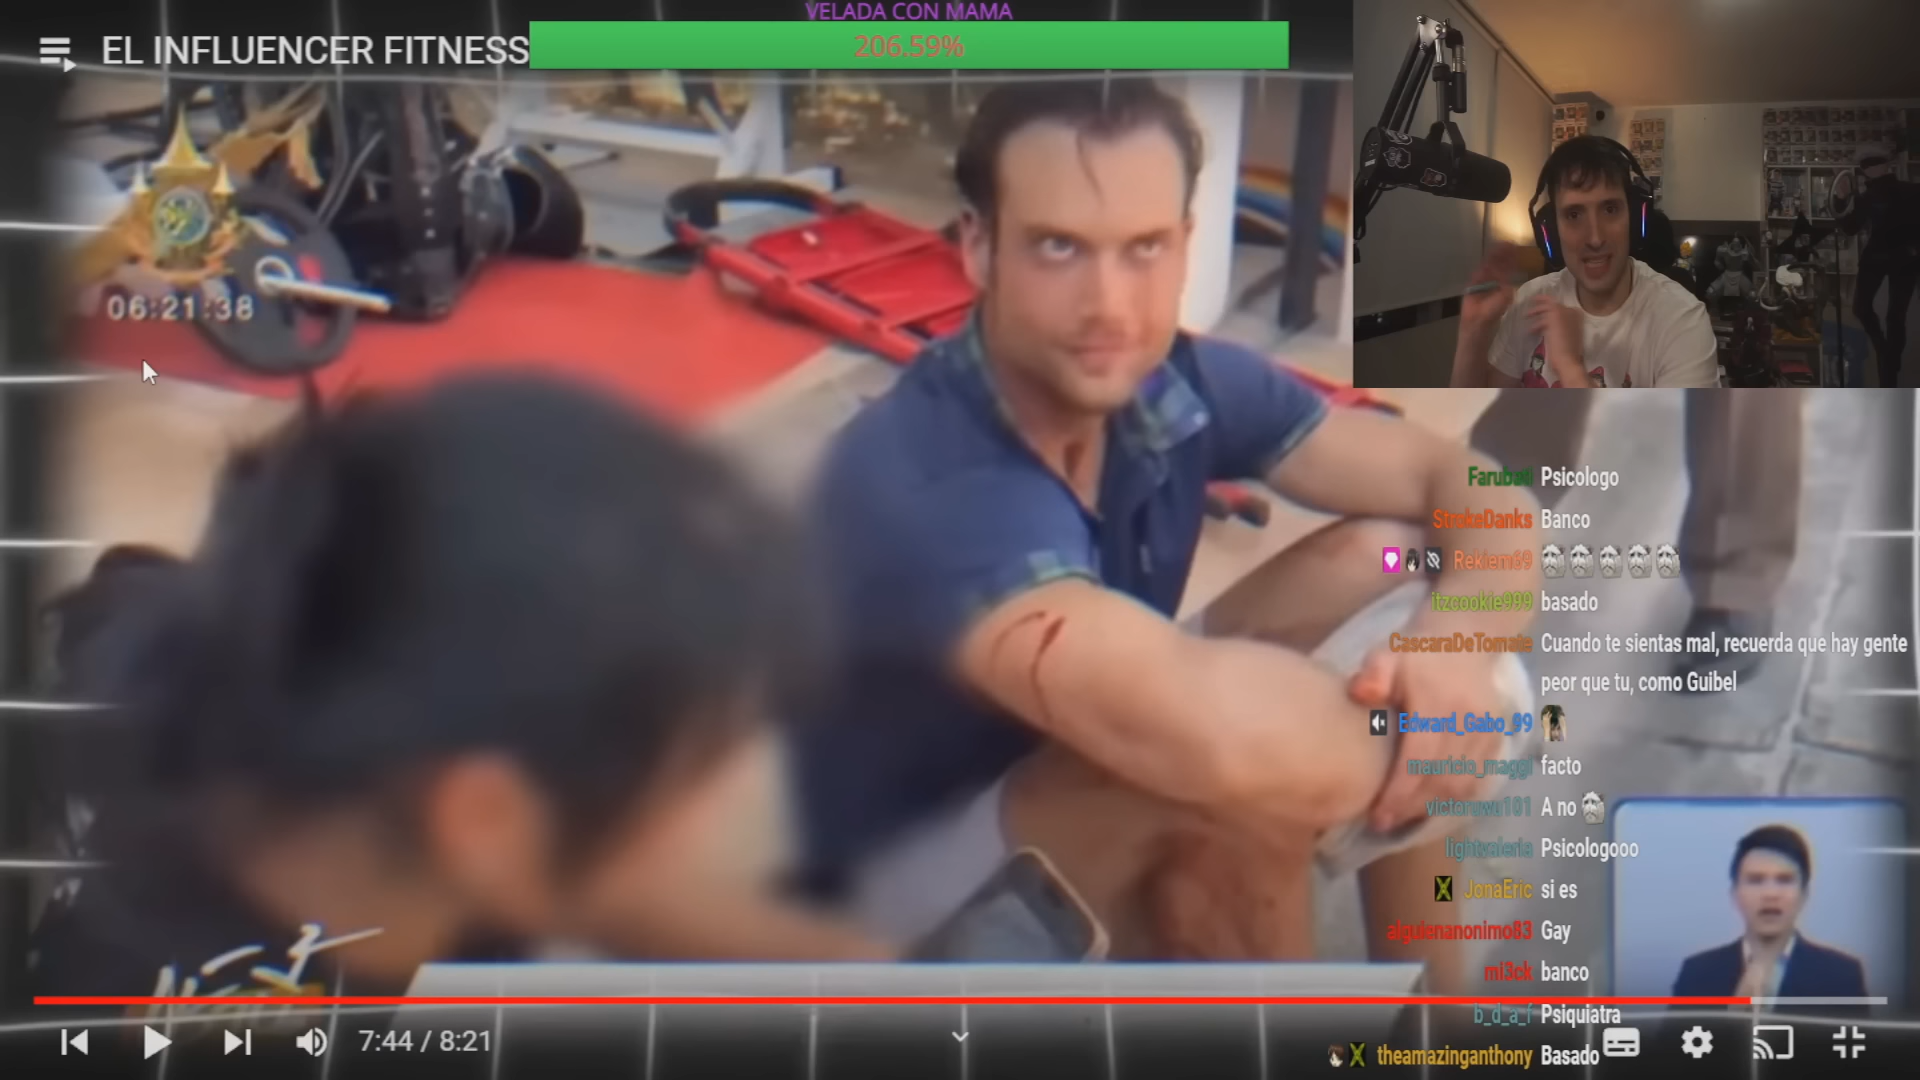 VELADA CON MAMA
206.59%
EL INFLUENCER FITNESS
06:21:38
Farubati Psicologo
StrokeDanks Banco
Rekiem69
itzcookie999 basado
CascaraDeTomate Cuando te sientas mal, recuerda que hay gente
peor que tu, como Guibel
Edward_Gabo_99
mauricio_maggi facto
victoruwu101 A no
lightvaleria Psicologooo
JonaEric si es
alguienanonimo83 Gay
mi3ck banco
b_d_a_f Psiquiatra
theamazinganthony Basado
7:44 / 8:21